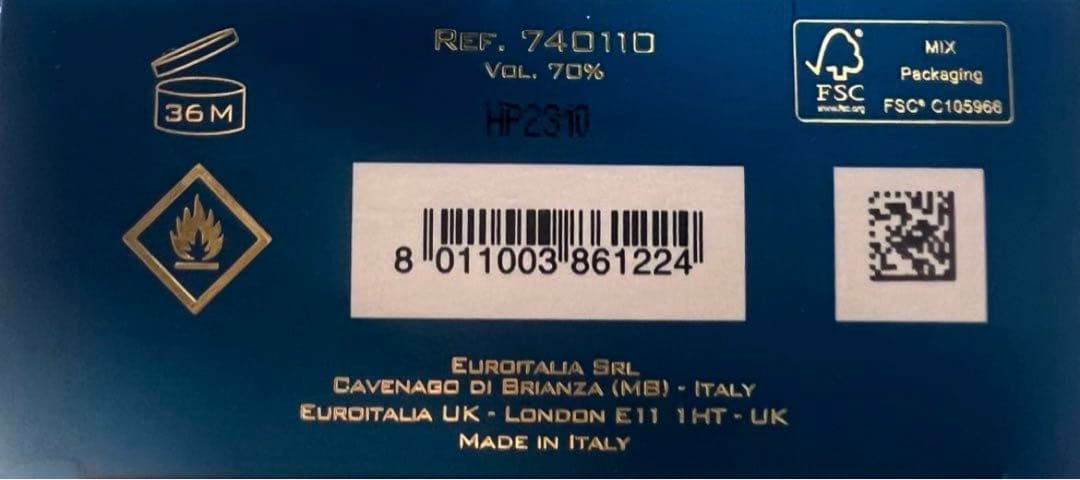 36 M
REF. 740110
VOL. 70%
HP2310
FSC
www.fsc.org
MIX
Packaging
FSC® C105966
8 011003 861224
EUROITALIA SRL
CAVENAGO DI BRIANZA (MB) - ITALY
EUROITALIA UK - LONDON E11 1HT - UK
MADE IN ITALY